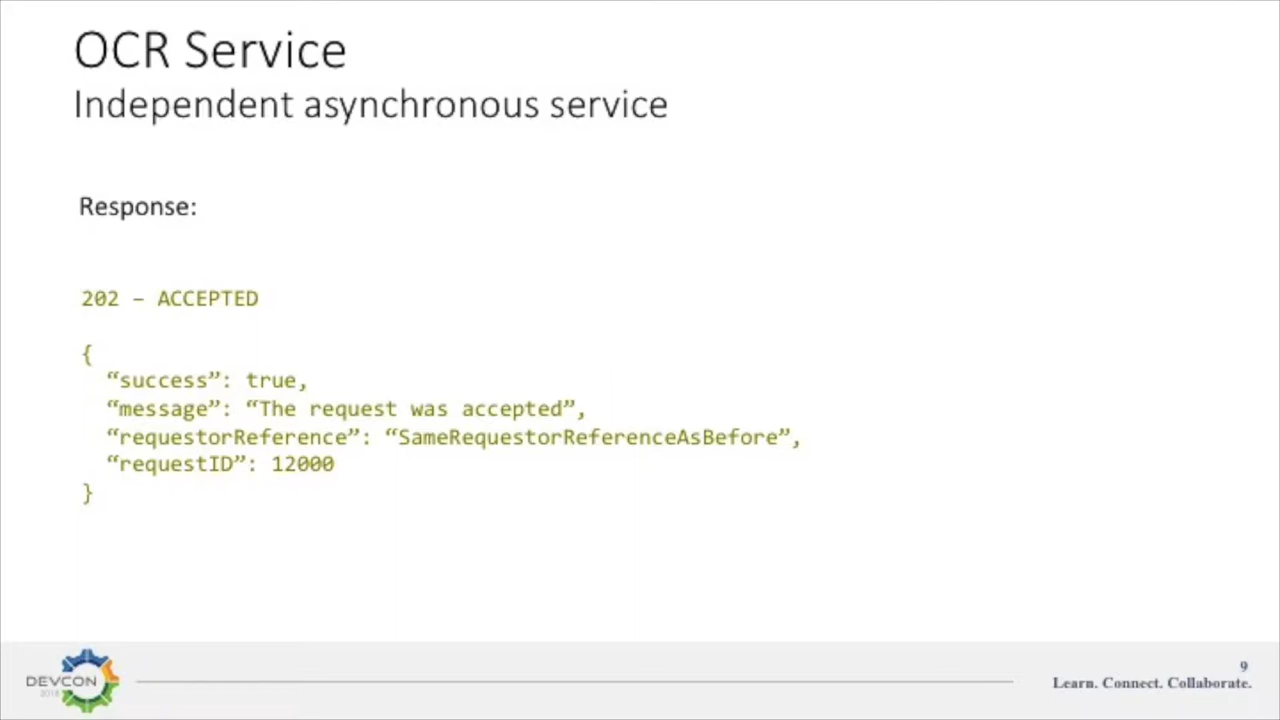 OCR Service
Independent asynchronous service
Response:
202 – ACCEPTED
{
“success”: true,
“message”: “The request was accepted”,
“requestorReference”: “SameRequestorReferenceAsBefore”,
“requestID”: 12000
}
DEVCON
9
Learn. Connect. Collaborate.